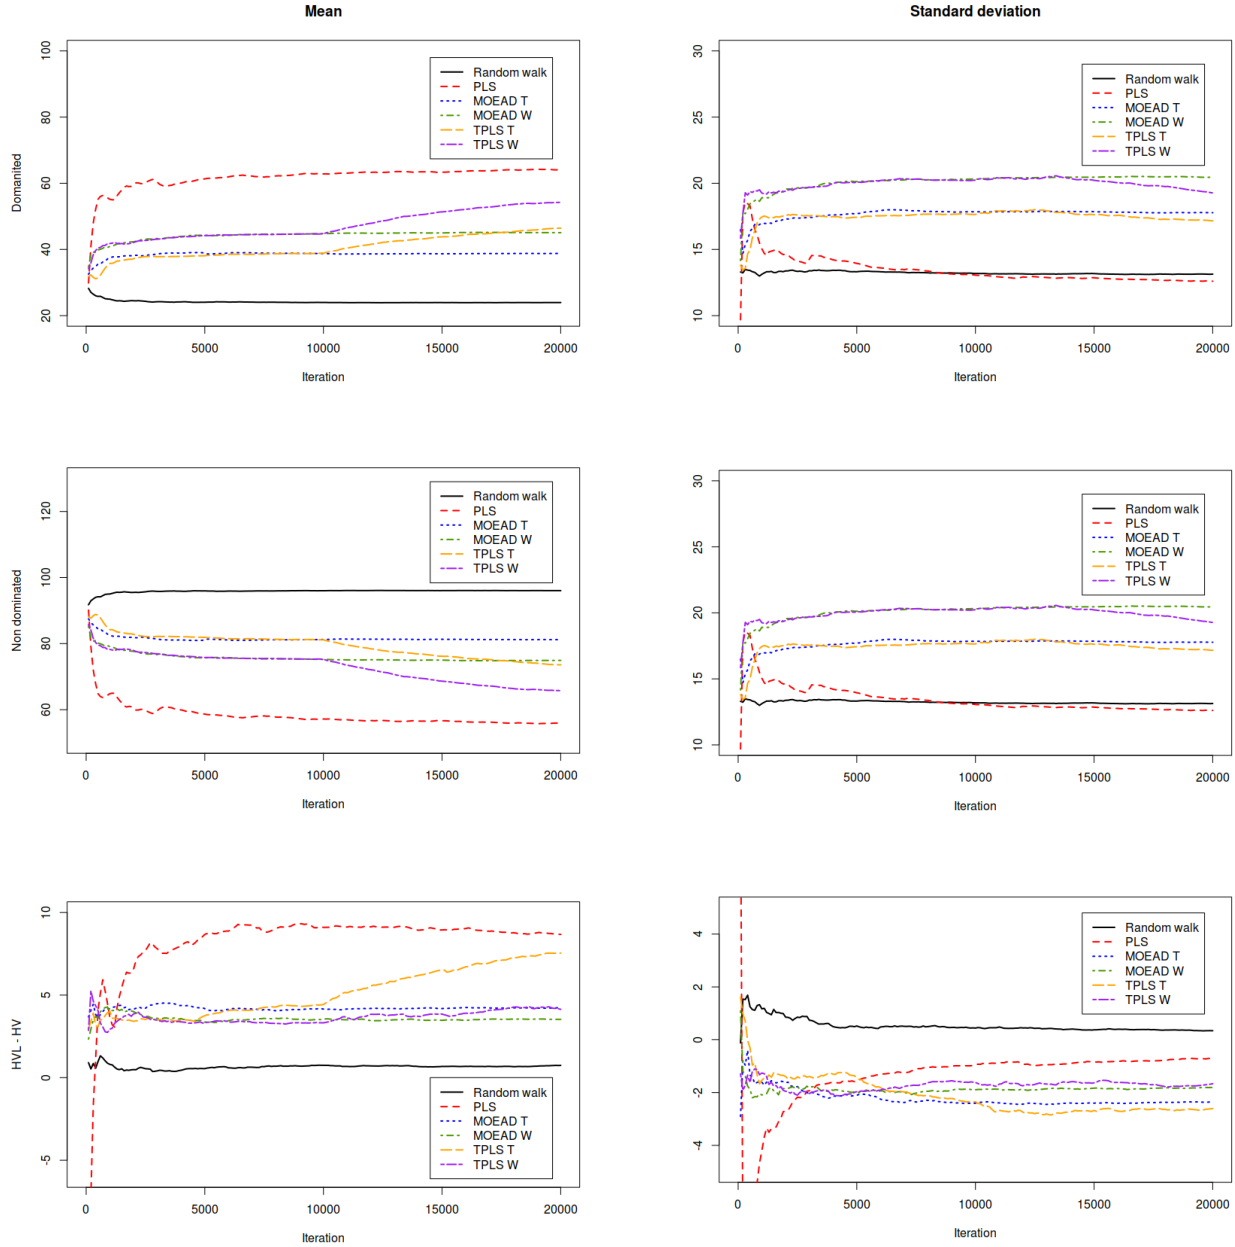 Mean
Standard deviation
100
80
60
40
20
Domanited
Random walk
PLS
MOEAD T
MOEAD W
TPLS T
TPLS W
0 5000 10000 15000 20000
Iteration
30
25
20
15
10
Random walk
PLS
MOEAD T
MOEAD W
TPLS T
TPLS W
0 5000 10000 15000 20000
Iteration
120
100
80
60
Non dominated
Random walk
PLS
MOEAD T
MOEAD W
TPLS T
TPLS W
0 5000 10000 15000 20000
Iteration
30
25
20
15
10
Random walk
PLS
MOEAD T
MOEAD W
TPLS T
TPLS W
0 5000 10000 15000 20000
Iteration
10
5
0
-5
HVL - HV
Random walk
PLS
MOEAD T
MOEAD W
TPLS T
TPLS W
0 5000 10000 15000 20000
Iteration
4
2
0
-2
-4
Random walk
PLS
MOEAD T
MOEAD W
TPLS T
TPLS W
0 5000 10000 15000 20000
Iteration